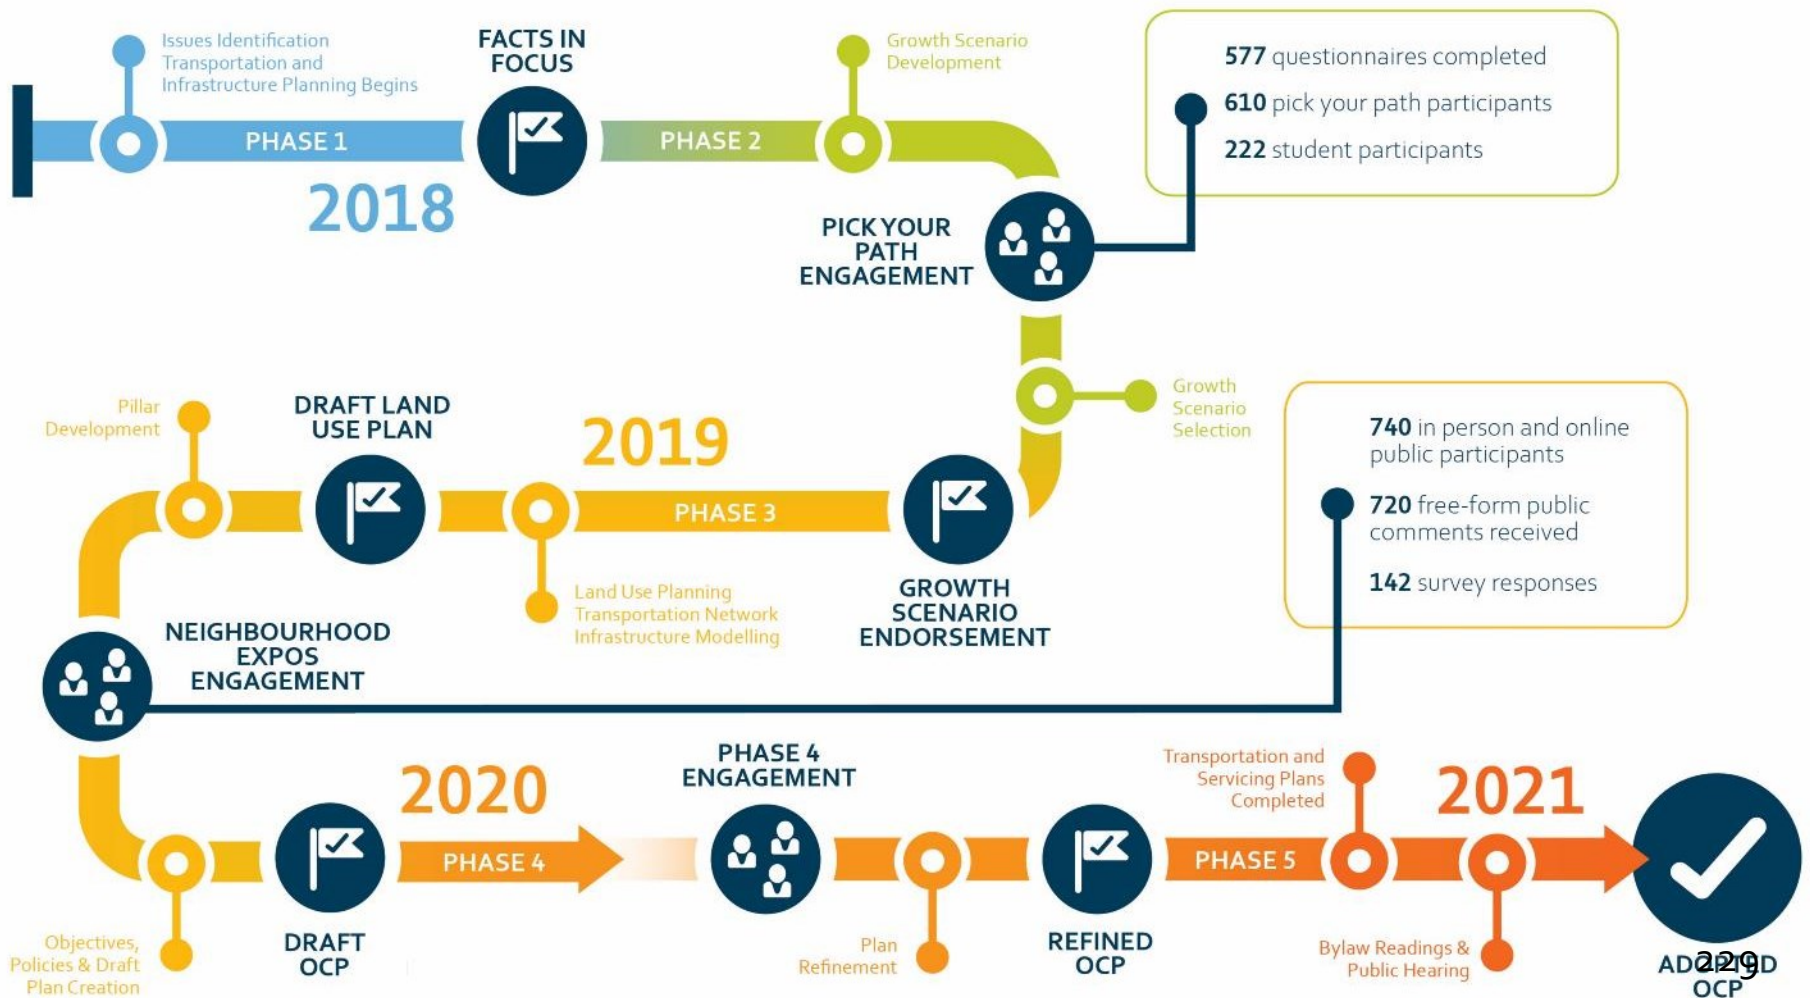 Issues Identification
Transportation and
Infrastructure Planning Begins
FACTS IN
FOCUS
Growth Scenario
Development
577 questionnaires completed
610 pick your path participants
222 student participants
PHASE 1
PHASE 2
2018
PICK YOUR
PATH
ENGAGEMENT
Growth
Scenario
Selection
Pillar
Development
DRAFT LAND
USE PLAN
2019
740 in person and online
public participants
720 free-form public
comments received
142 survey responses
PHASE 3
Land Use Planning
Transportation Network
Infrastructure Modelling
GROWTH
SCENARIO
ENDORSEMENT
NEIGHBOURHOOD
EXPOS
ENGAGEMENT
2020
PHASE 4
ENGAGEMENT
Transportation and
Servicing Plans
Completed
2021
PHASE 4
PHASE 5
Objectives,
Policies & Draft
Plan Creation
DRAFT
OCP
Plan
Refinement
REFINED
OCP
Bylaw Readings &
Public Hearing
ADOPTED
OCP
229